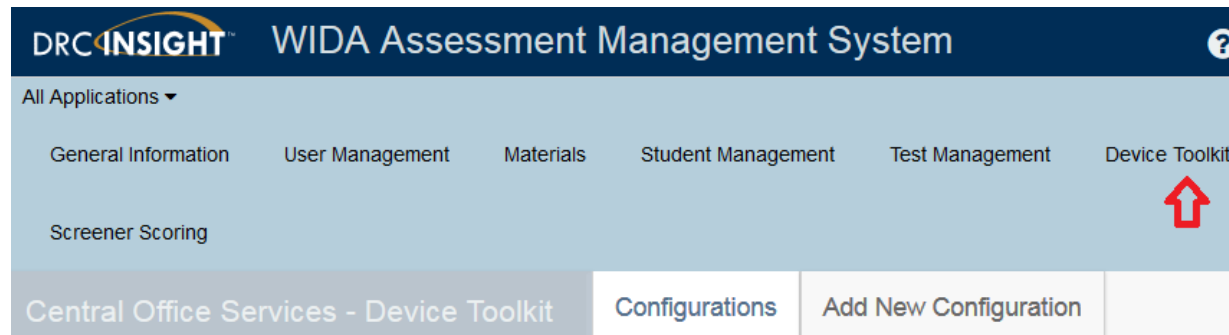 DRC INSIGHT™ WIDA Assessment Management System ?
All Applications
General Information User Management Materials Student Management Test Management Device Toolkit
Screener Scoring
Central Office Services - Device Toolkit Configurations Add New Configuration